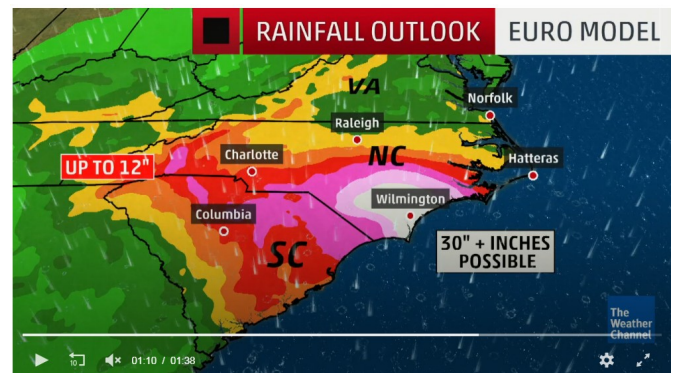 RAINFALL OUTLOOK EURO MODEL
VA
Norfolk
Raleigh
Charlotte
NC
Hatteras
UP TO 12"
Wilmington
Columbia
30" + INCHES
POSSIBLE
SC
The
Weather
Channel
10
01:10 / 01:38